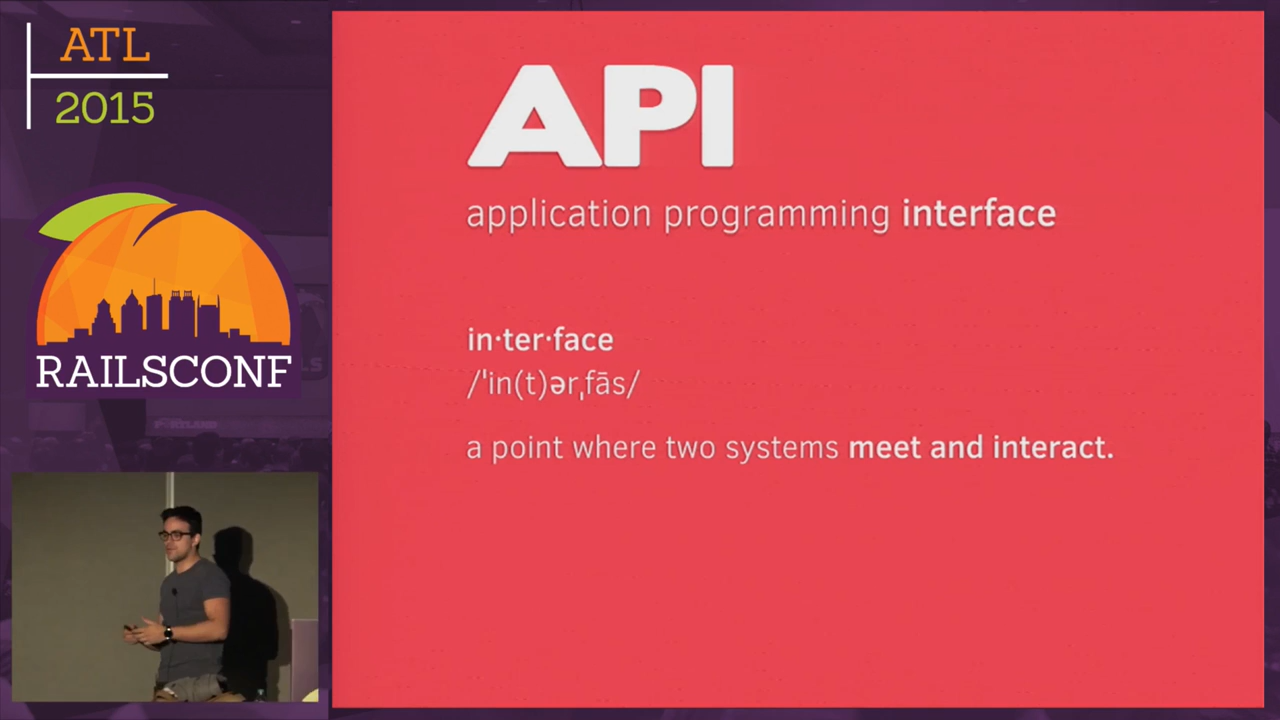 ATL
2015
RAILSCONF
API
application programming interface
in·ter·face
/ˈin(t)ərˌfās/
a point where two systems meet and interact.